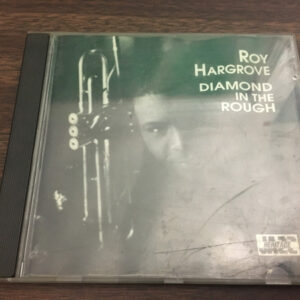 ROY
HARGROVE
DIAMOND
IN THE
ROUGH